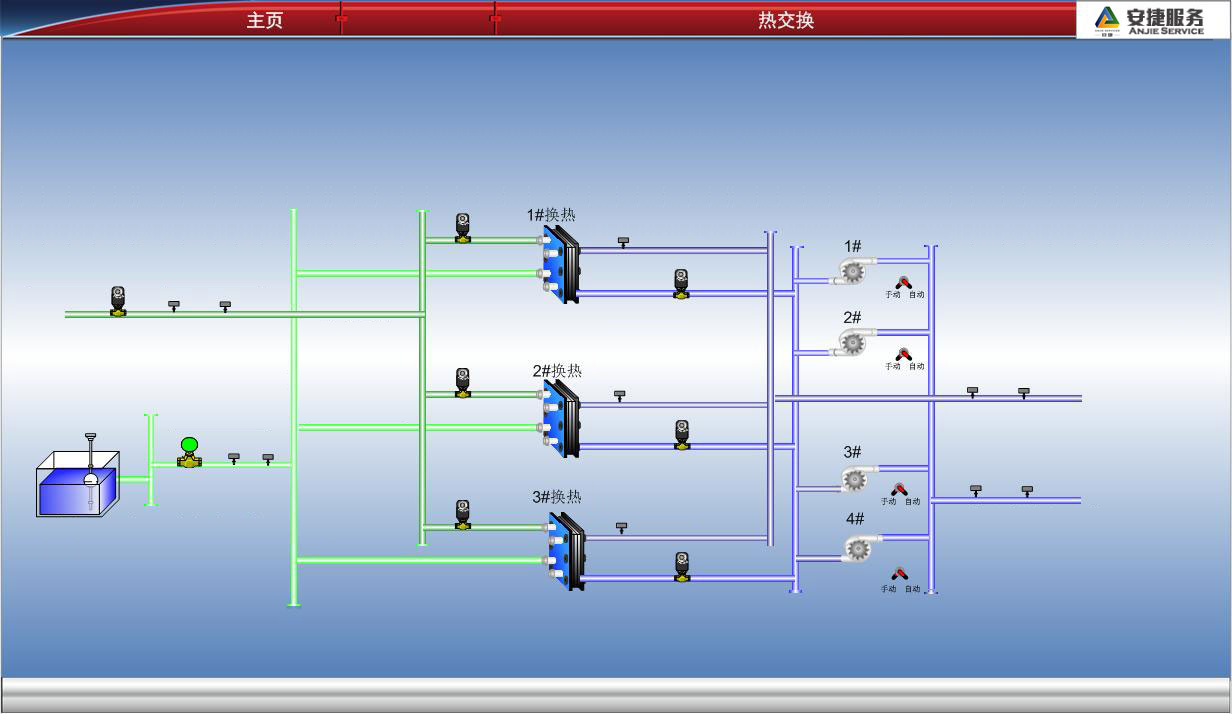 主页
热交换
安捷服务
ANJIE SERVICE
1#换热
1#
手动 自动
2#
手动 自动
2#换热
3#
手动 自动
3#换热
4#
手动 自动